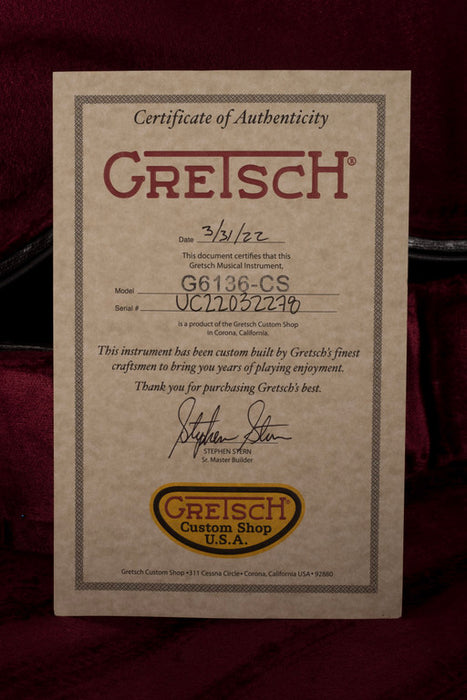 Certificate of Authenticity
GRETSCH®
Date 3/31/22
This document certifies that this
Gretsch Musical Instrument,
Model G6136-CS
Serial # UC22032278
is a product of the Gretsch Custom Shop
in Corona, California.
This instrument has been custom built by Gretsch's finest
craftsmen to bring you years of playing enjoyment.
Thank you for purchasing Gretsch's best.
Stephen Stern
STEPHEN STERN
Sr. Master Builder
GRETSCH®
Custom Shop
U.S.A.
Gretsch Custom Shop •311 Cessna Circle• Corona, California USA• 92880